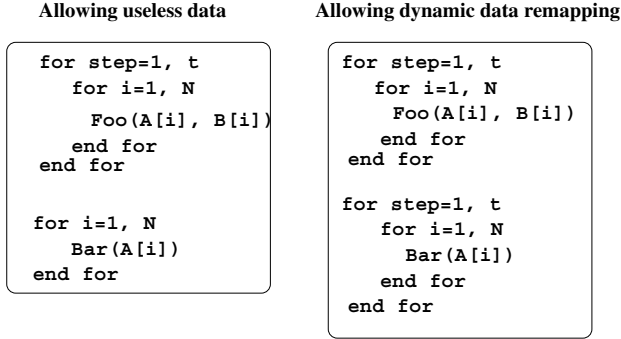 Allowing useless data
for step=1, t
for i=1, N
Foo(A[i], B[i])
end for
end for
for i=1, N
Bar(A[i])
end for
Allowing dynamic data remapping
for step=1, t
for i=1, N
Foo(A[i], B[i])
end for
end for
for step=1, t
for i=1, N
Bar(A[i])
end for
end for